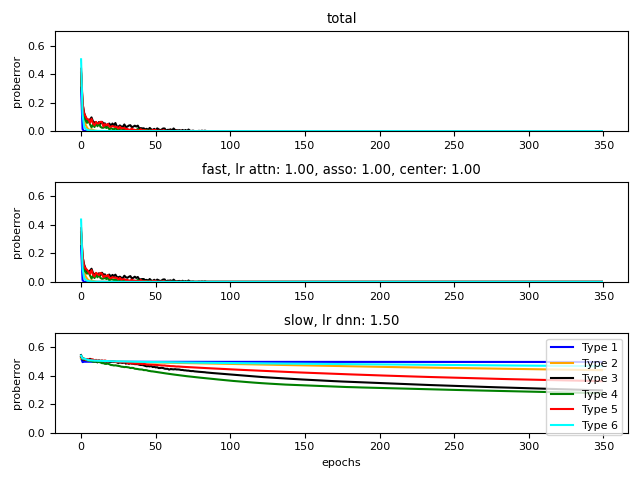 total
0.6
0.4
0.2
0.0
proberror
0 50 100 150 200 250 300 350
fast, lr attn: 1.00, asso: 1.00, center: 1.00
0.6
0.4
0.2
0.0
proberror
0 50 100 150 200 250 300 350
slow, lr dnn: 1.50
0.6
0.4
0.2
0.0
proberror
Type 1
Type 2
Type 3
Type 4
Type 5
Type 6
0 50 100 150 200 250 300 350
epochs